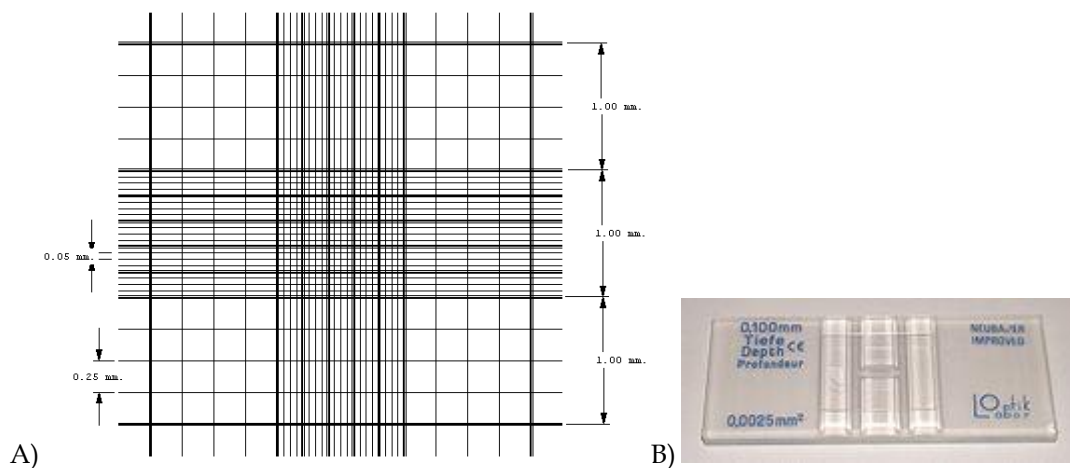 1.00 mm.
1.00 mm.
0.05 mm.
1.00 mm.
0.25 mm.
A)
B)
0,100mm
Tiefe
Depth CE
Profondeur
0,0025mm²
NEUBAUER
IMPROVED
Optik
Labor